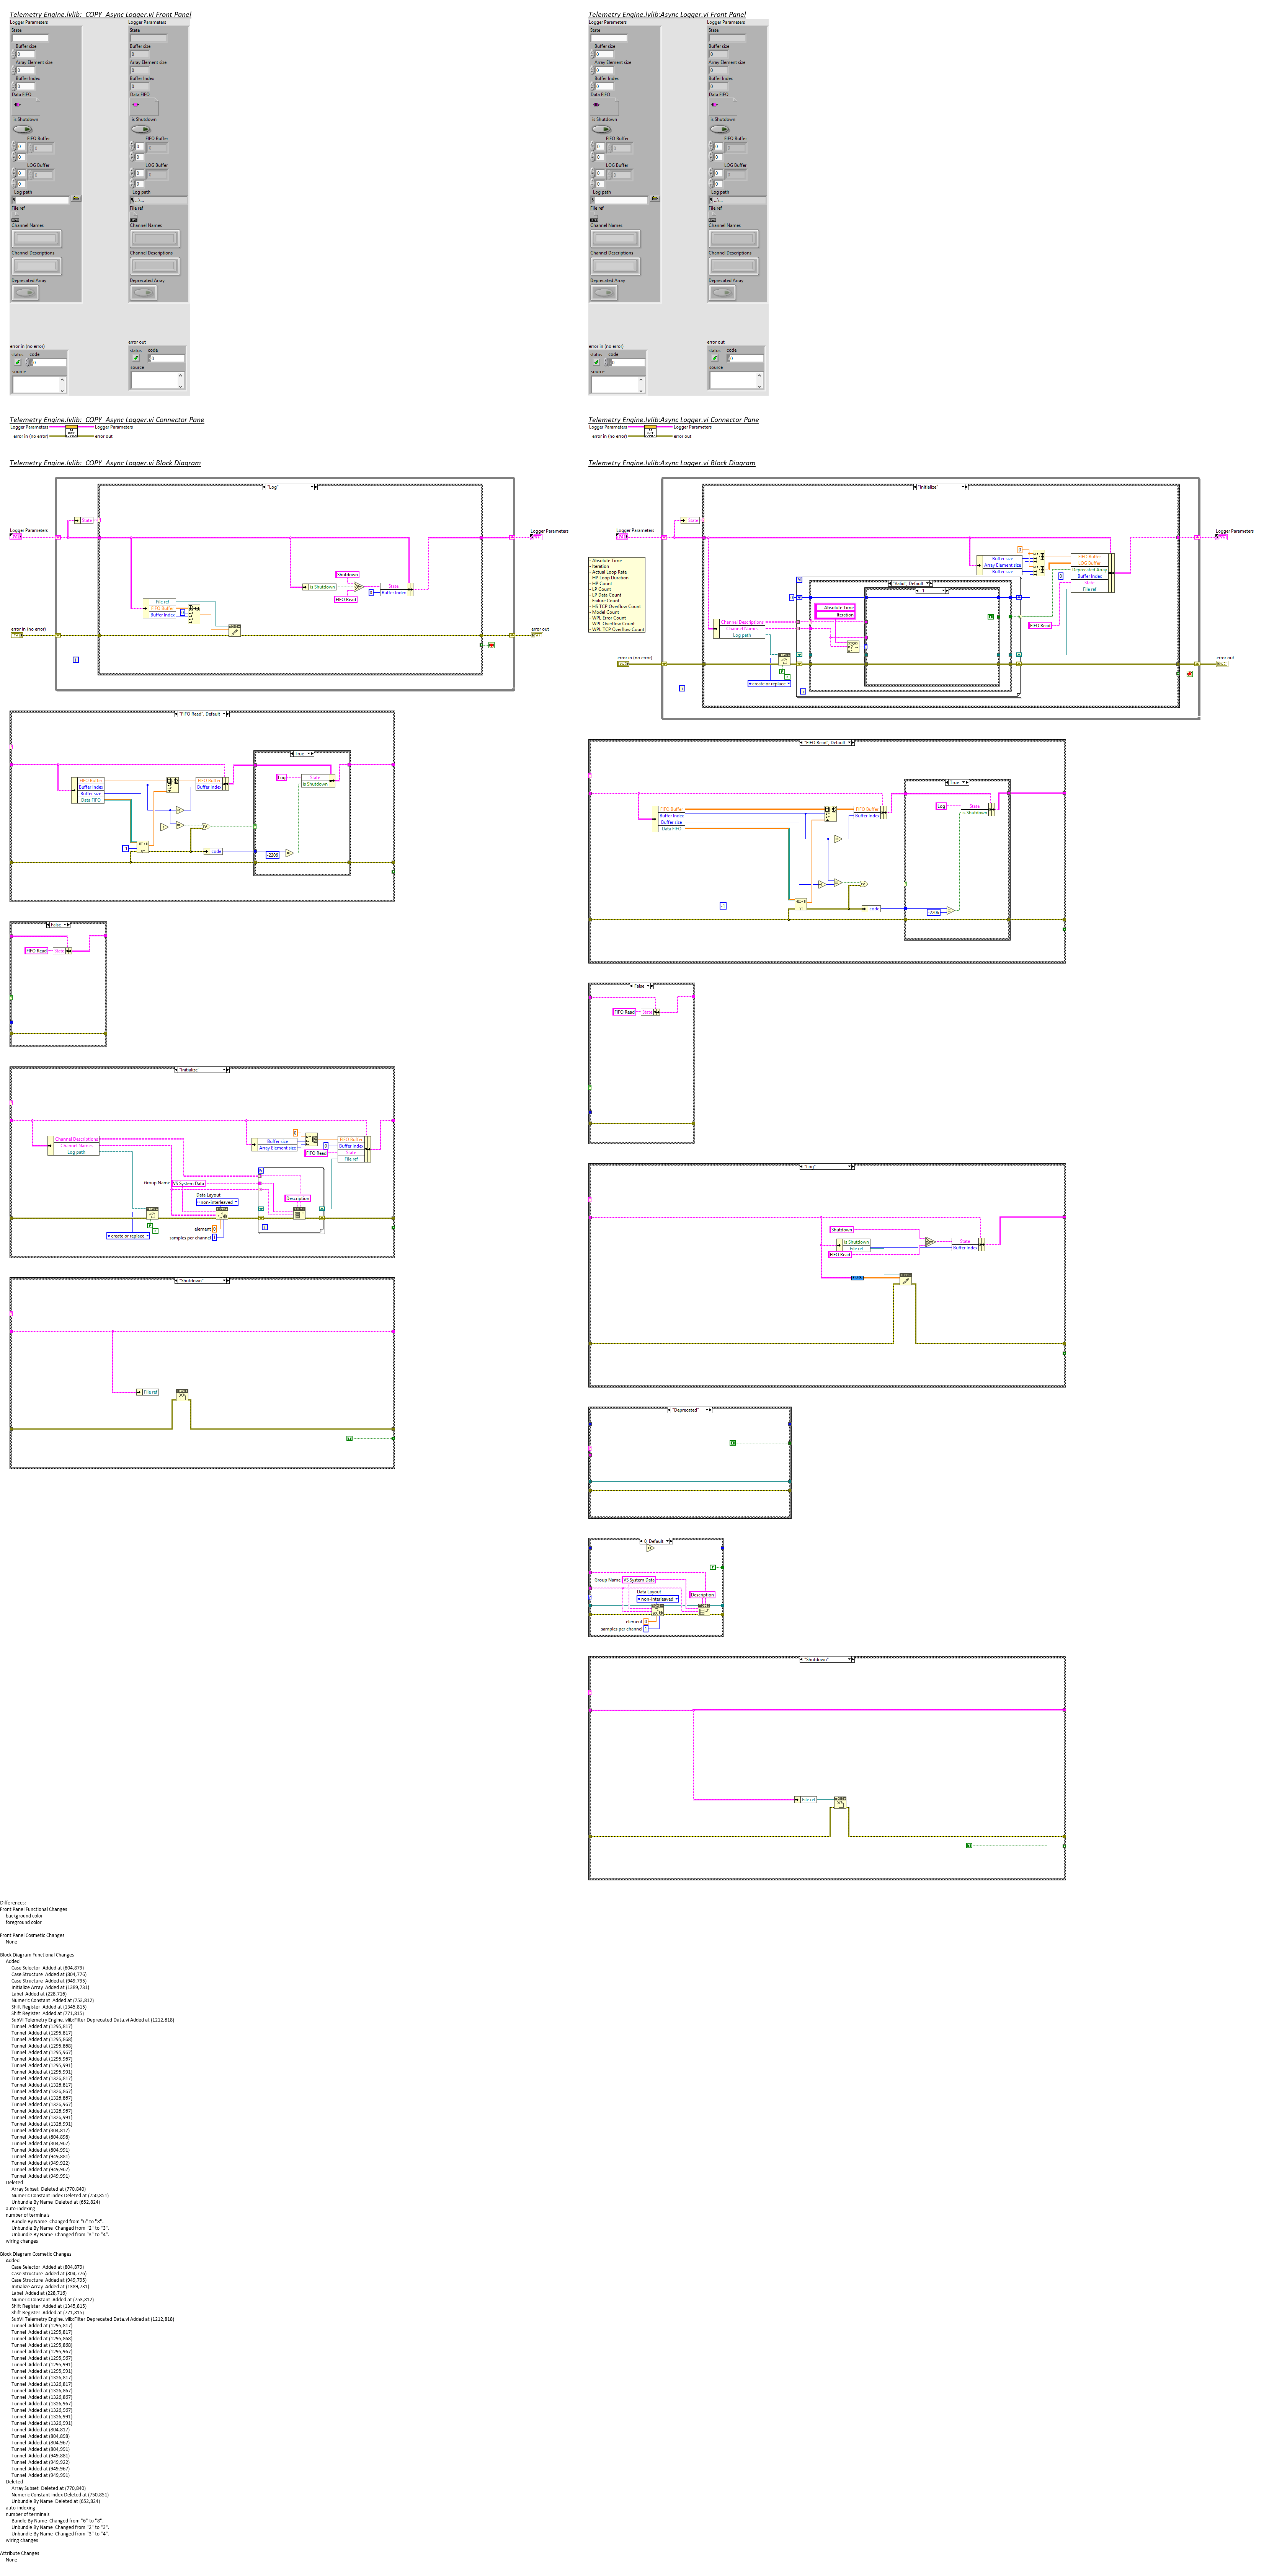 Telemetry Engine.lvlib:  COPY  Async Logger.vi Front Panel
Logger Parameters
Logger Parameters
State
State
Buffer size
Buffer size
0
0
Array Element size
Array Element size
0
0
Buffer Index
Buffer Index
0
0
Data FIFO
Data FIFO
is Shutdown
is Shutdown
FIFO Buffer
FIFO Buffer
0
0
LOG Buffer
LOG Buffer
0
0
Log path
Log path
File ref
File ref
Channel Names
Channel Names
Channel Descriptions
Channel Descriptions
Deprecated Array
Deprecated Array
error in (no error)
error out
status code
status code
0
0
source
source
Telemetry Engine.lvlib:Async Logger.vi Front Panel
Logger Parameters
Logger Parameters
State
State
Buffer size
Buffer size
0
0
Array Element size
Array Element size
0
0
Buffer Index
Buffer Index
0
0
Data FIFO
Data FIFO
is Shutdown
is Shutdown
FIFO Buffer
FIFO Buffer
0
0
LOG Buffer
LOG Buffer
0
0
Log path
Log path
File ref
File ref
Channel Names
Channel Names
Channel Descriptions
Channel Descriptions
Deprecated Array
Deprecated Array
error in (no error)
error out
status code
status code
0
0
source
source
Telemetry Engine.lvlib:  COPY  Async Logger.vi Connector Pane
Logger Parameters
Logger Parameters
error in (no error)
error out
Telemetry Engine.lvlib:Async Logger.vi Connector Pane
Logger Parameters
Logger Parameters
error in (no error)
error out
Telemetry Engine.lvlib:  COPY  Async Logger.vi Block Diagram
"Log"
State
Logger Parameters
Logger Parameters
Shutdown
is Shutdown
State
Buffer Index
FIFO Read
File ref
FIFO Buffer
Buffer Index
error in (no error)
error out
"FIFO Read", Default
True
FIFO Buffer
Buffer Index
Buffer size
Data FIFO
FIFO Buffer
Buffer Index
Log
State
is Shutdown
-1
code
-2206
False
FIFO Read
State
"Initialize"
Channel Descriptions
Channel Names
Log path
Buffer size
Array Element size
FIFO Buffer
Buffer Index
State
File ref
FIFO Read
Group Name
VS System Data
Data Layout
non-interleaved
Description
create or replace
element
samples per channel
"Shutdown"
File ref
Telemetry Engine.lvlib:Async Logger.vi Block Diagram
"Initialize"
State
Logger Parameters
Logger Parameters
- Absolute Time
- Iteration
- Actual Loop Rate
- HP Loop Duration
- HP Count
- LP Count
- LP Data Count
- Failure Count
- HS TCP Overflow Count
- Model Count
- WPL Error Count
- WPL Overflow Count
- WPL TCP Overflow Count
Buffer size
Array Element size
Buffer size
FIFO Buffer
LOG Buffer
Deprecated Array
Buffer Index
State
File ref
"Valid", Default
-1
Absolute Time
Iteration
FIFO Read
Channel Descriptions
Channel Names
Log path
create or replace
error in (no error)
error out
"FIFO Read", Default
True
FIFO Buffer
Buffer Index
Buffer size
Data FIFO
FIFO Buffer
Buffer Index
Log
State
is Shutdown
-1
code
-2206
False
FIFO Read
State
"Log"
Shutdown
is Shutdown
File ref
FIFO Read
State
Buffer Index
"Deprecated"
0, Default
Group Name
VS System Data
Data Layout
non-interleaved
Description
element
samples per channel
"Shutdown"
File ref
Differences:
Front Panel Functional Changes
background color
foreground color
Front Panel Cosmetic Changes
None
Block Diagram Functional Changes
Added
Case Selector  Added at (804,879)
Case Structure  Added at (804,776)
Case Structure  Added at (949,795)
Initialize Array  Added at (1389,731)
Label  Added at (228,716)
Numeric Constant  Added at (753,812)
Shift Register  Added at (1345,815)
Shift Register  Added at (771,815)
SubVI Telemetry Engine.lvlib:Filter Deprecated Data.vi Added at (1212,818)
Tunnel  Added at (1295,817)
Tunnel  Added at (1295,817)
Tunnel  Added at (1295,868)
Tunnel  Added at (1295,868)
Tunnel  Added at (1295,967)
Tunnel  Added at (1295,967)
Tunnel  Added at (1295,991)
Tunnel  Added at (1295,991)
Tunnel  Added at (1326,817)
Tunnel  Added at (1326,817)
Tunnel  Added at (1326,867)
Tunnel  Added at (1326,867)
Tunnel  Added at (1326,967)
Tunnel  Added at (1326,967)
Tunnel  Added at (1326,991)
Tunnel  Added at (1326,991)
Tunnel  Added at (804,817)
Tunnel  Added at (804,898)
Tunnel  Added at (804,967)
Tunnel  Added at (804,991)
Tunnel  Added at (949,881)
Tunnel  Added at (949,922)
Tunnel  Added at (949,967)
Tunnel  Added at (949,991)
Deleted
Array Subset  Deleted at (770,840)
Numeric Constant index Deleted at (750,851)
Unbundle By Name  Deleted at (652,824)
auto-indexing
number of terminals
Bundle By Name  Changed from "6" to "8".
Unbundle By Name  Changed from "2" to "3".
Unbundle By Name  Changed from "3" to "4".
wiring changes
Block Diagram Cosmetic Changes
Added
Case Selector  Added at (804,879)
Case Structure  Added at (804,776)
Case Structure  Added at (949,795)
Initialize Array  Added at (1389,731)
Label  Added at (228,716)
Numeric Constant  Added at (753,812)
Shift Register  Added at (1345,815)
Shift Register  Added at (771,815)
SubVI Telemetry Engine.lvlib:Filter Deprecated Data.vi Added at (1212,818)
Tunnel  Added at (1295,817)
Tunnel  Added at (1295,817)
Tunnel  Added at (1295,868)
Tunnel  Added at (1295,868)
Tunnel  Added at (1295,967)
Tunnel  Added at (1295,967)
Tunnel  Added at (1295,991)
Tunnel  Added at (1295,991)
Tunnel  Added at (1326,817)
Tunnel  Added at (1326,817)
Tunnel  Added at (1326,867)
Tunnel  Added at (1326,867)
Tunnel  Added at (1326,967)
Tunnel  Added at (1326,967)
Tunnel  Added at (1326,991)
Tunnel  Added at (1326,991)
Tunnel  Added at (804,817)
Tunnel  Added at (804,898)
Tunnel  Added at (804,967)
Tunnel  Added at (804,991)
Tunnel  Added at (949,881)
Tunnel  Added at (949,922)
Tunnel  Added at (949,967)
Tunnel  Added at (949,991)
Deleted
Array Subset  Deleted at (770,840)
Numeric Constant index Deleted at (750,851)
Unbundle By Name  Deleted at (652,824)
auto-indexing
number of terminals
Bundle By Name  Changed from "6" to "8".
Unbundle By Name  Changed from "2" to "3".
Unbundle By Name  Changed from "3" to "4".
wiring changes
Attribute Changes
None